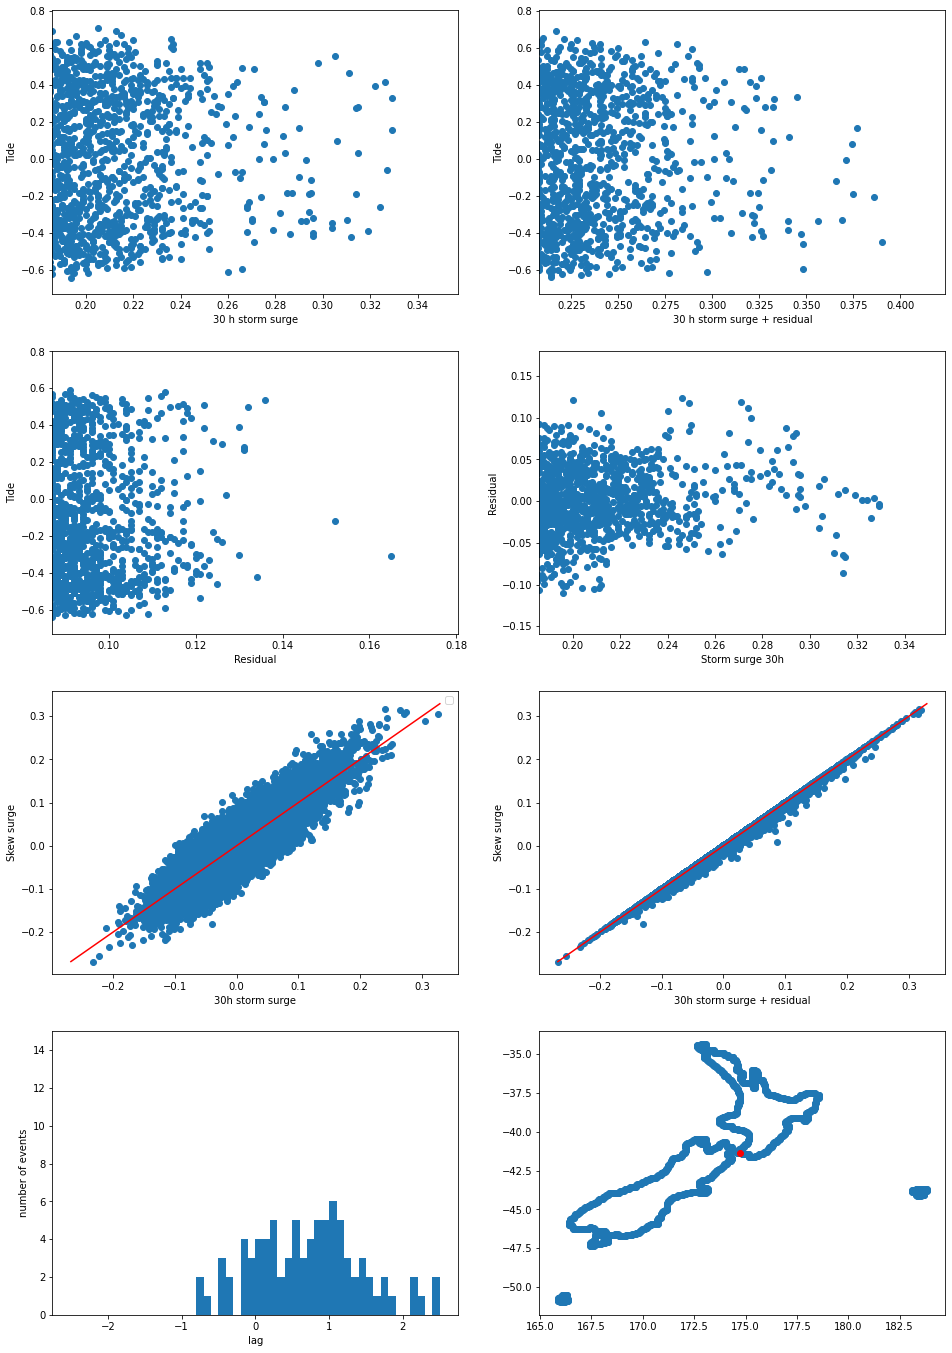 0.8
0.6
0.4
0.2
0.0
−0.2
−0.4
−0.6
Tide
0.20 0.22 0.24 0.26 0.28 0.30 0.32 0.34
30 h storm surge
0.8
0.6
0.4
0.2
0.0
−0.2
−0.4
−0.6
Tide
0.225 0.250 0.275 0.300 0.325 0.350 0.375 0.400
30 h storm surge + residual
0.8
0.6
0.4
0.2
0.0
−0.2
−0.4
−0.6
Tide
0.10 0.12 0.14 0.16 0.18
Residual
0.15
0.10
0.05
0.00
−0.05
−0.10
−0.15
Residual
0.20 0.22 0.24 0.26 0.28 0.30 0.32 0.34
Storm surge 30h
0.3
0.2
0.1
0.0
−0.1
−0.2
Skew surge
−0.2 −0.1 0.0 0.1 0.2 0.3
30h storm surge
0.3
0.2
0.1
0.0
−0.1
−0.2
Skew surge
−0.2 −0.1 0.0 0.1 0.2 0.3
30h storm surge + residual
14
12
10
8
6
4
2
0
number of events
−2 −1 0 1 2
lag
−35.0
−37.5
−40.0
−42.5
−45.0
−47.5
−50.0
165.0 167.5 170.0 172.5 175.0 177.5 180.0 182.5